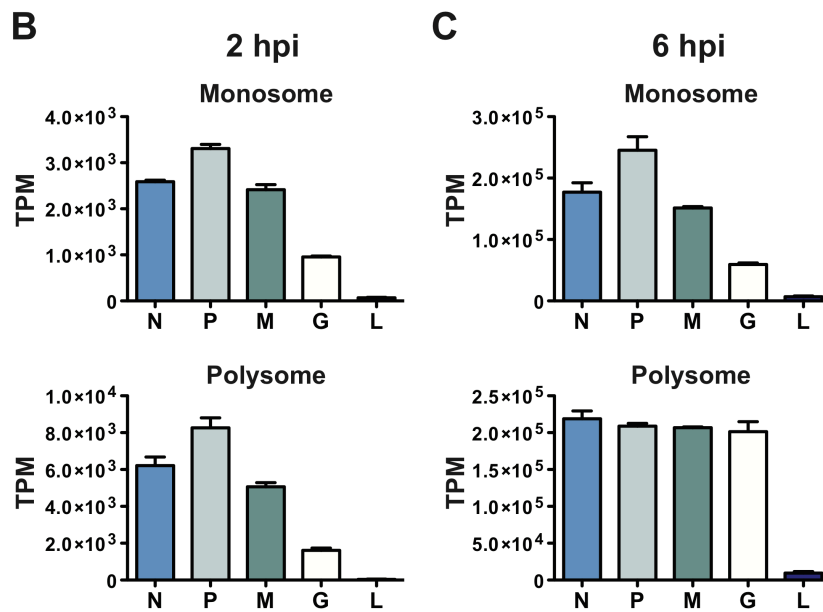 B
2 hpi
Monosome
TPM
4.0×10³
3.0×10³
2.0×10³
1.0×10³
0
N P M G L
Polysome
TPM
1.0×10⁴
8.0×10³
6.0×10³
4.0×10³
2.0×10³
0
N P M G L
C
6 hpi
Monosome
TPM
3.0×10⁵
2.0×10⁵
1.0×10⁵
0
N P M G L
Polysome
TPM
2.5×10⁵
2.0×10⁵
1.5×10⁵
1.0×10⁵
5.0×10⁴
0
N P M G L